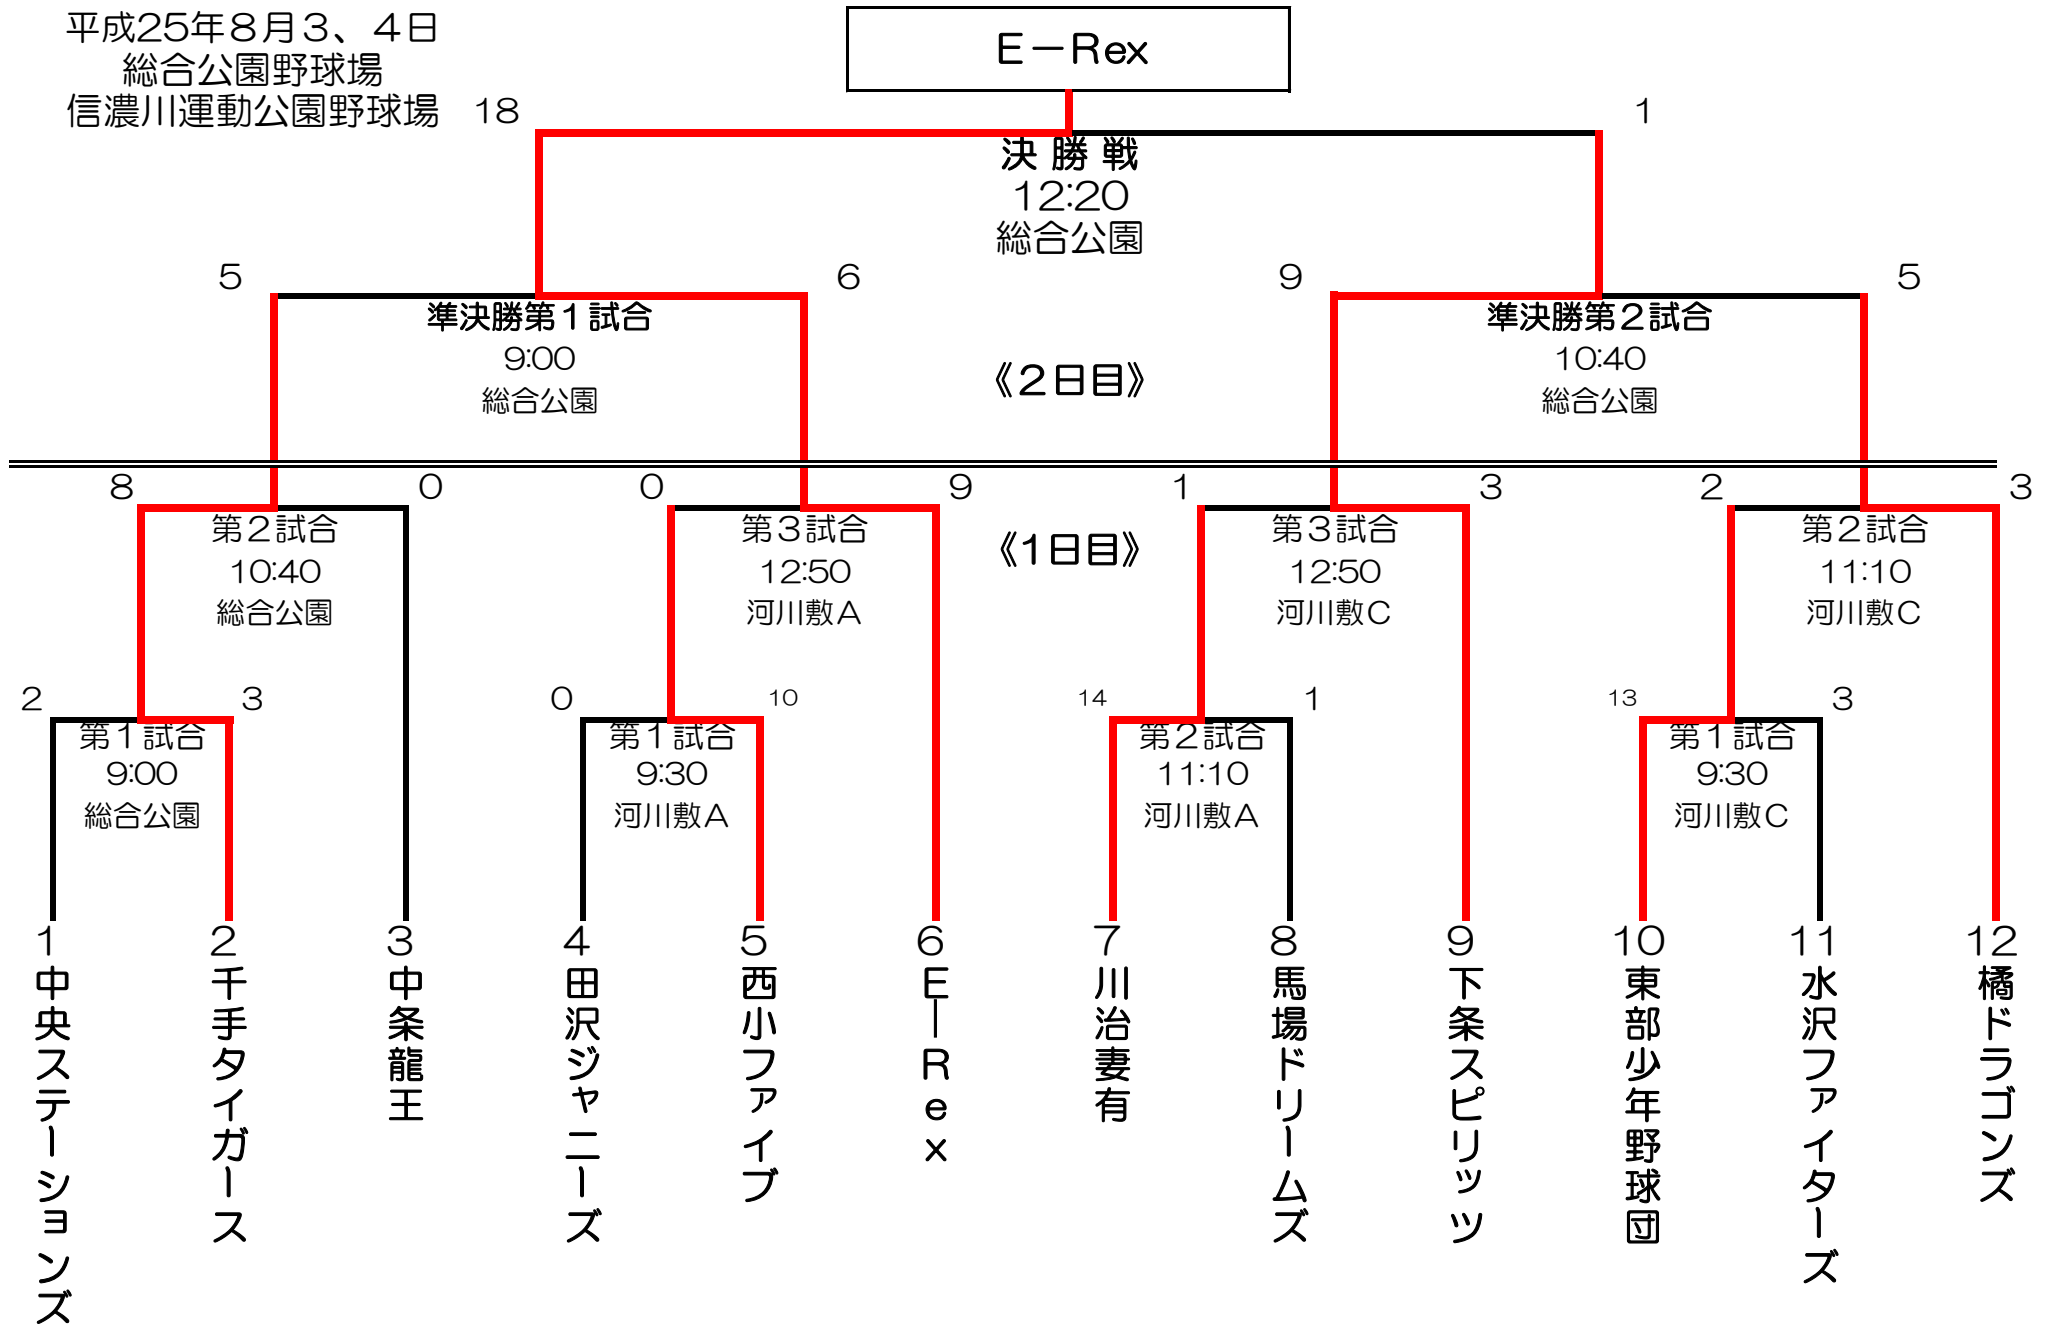 平成25年８月３、４日
総合公園野球場
信濃川運動公園野球場
Ｅ－Ｒex
18
1
決 勝 戦
12:20
総合公園
5
6
9
5
準決勝第１試合
9:00
総合公園
準決勝第２試合
10:40
総合公園
《２日目》
8
0
0
9
1
3
2
3
第２試合
10:40
総合公園
第３試合
12:50
河川敷Ａ
《１日目》
第３試合
12:50
河川敷Ｃ
第２試合
11:10
河川敷Ｃ
2
3
0
10
14
1
13
3
第１試合
9:00
総合公園
第１試合
9:30
河川敷Ａ
第２試合
11:10
河川敷Ａ
第１試合
9:30
河川敷Ｃ
1
中央ステーションズ
2
千手タイガース
3
中条龍王
4
田沢ジャニーズ
5
西小ファイブ
6
Ｅ－Ｒｅｘ
7
川治妻有
8
馬場ドリームズ
9
下条スピリッツ
10
東部少年野球団
11
水沢ファイターズ
12
橘ドラゴンズ